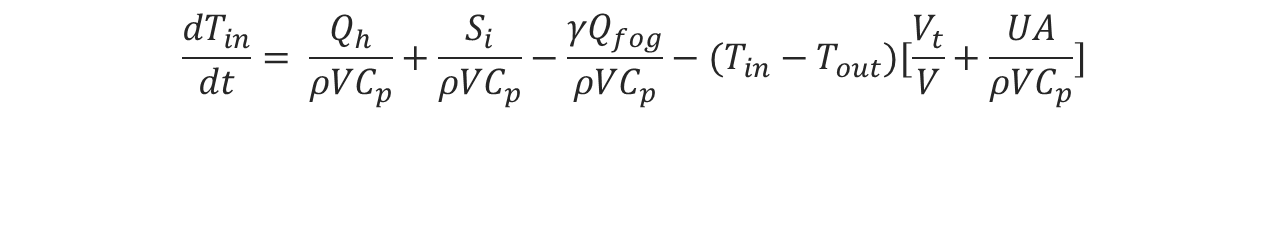 dT_in/dt = Q_h/ρVC_p + S_i/ρVC_p − γQ_fog/ρVC_p − (T_in − T_out)[V_t/V + UA/ρVC_p]